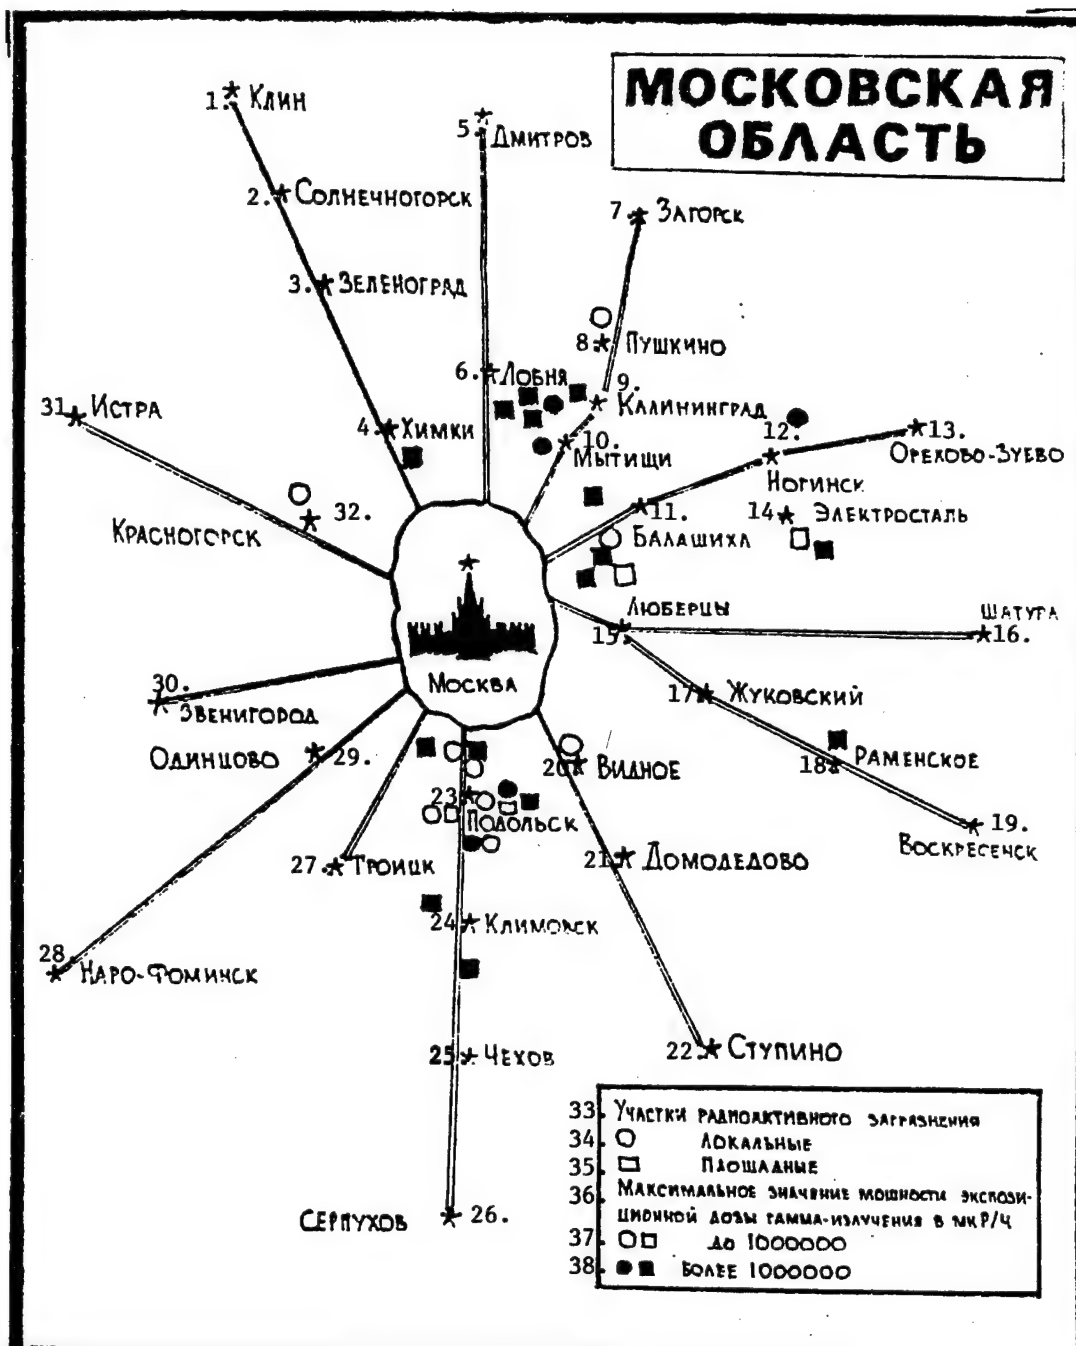 МОСКОВСКАЯ
ОБЛАСТЬ
1. Клин
2. Солнечногорск
3. Зеленоград
4. Химки
5. Дмитров
6. Лобня
7. Загорск
8. Пушкино
9.
Калининград
10.
Мытищи
11.
Балашиха
12.
Ногинск
13.
Орехово-Зуево
14. Электросталь
Люберцы
15.
Шатура
16.
17. Жуковский
18. Раменское
19.
Воскресенск
20. Видное
21. Домодедово
22. Ступино
23.
Подольск
24. Климовск
25. Чехов
Серпухов 26.
27. Троицк
28.
Наро-Фоминск
Одинцово 29.
30.
Звенигород
31. Истра
32.
Красногорск
Москва
33. Участки радиоактивного загрязнения
34. Локальные
35. Площадные
36. Максимальное значение мощности экспози-
ционной дозы гамма-излучения в мкР/ч
37. до 1000000
38. более 1000000